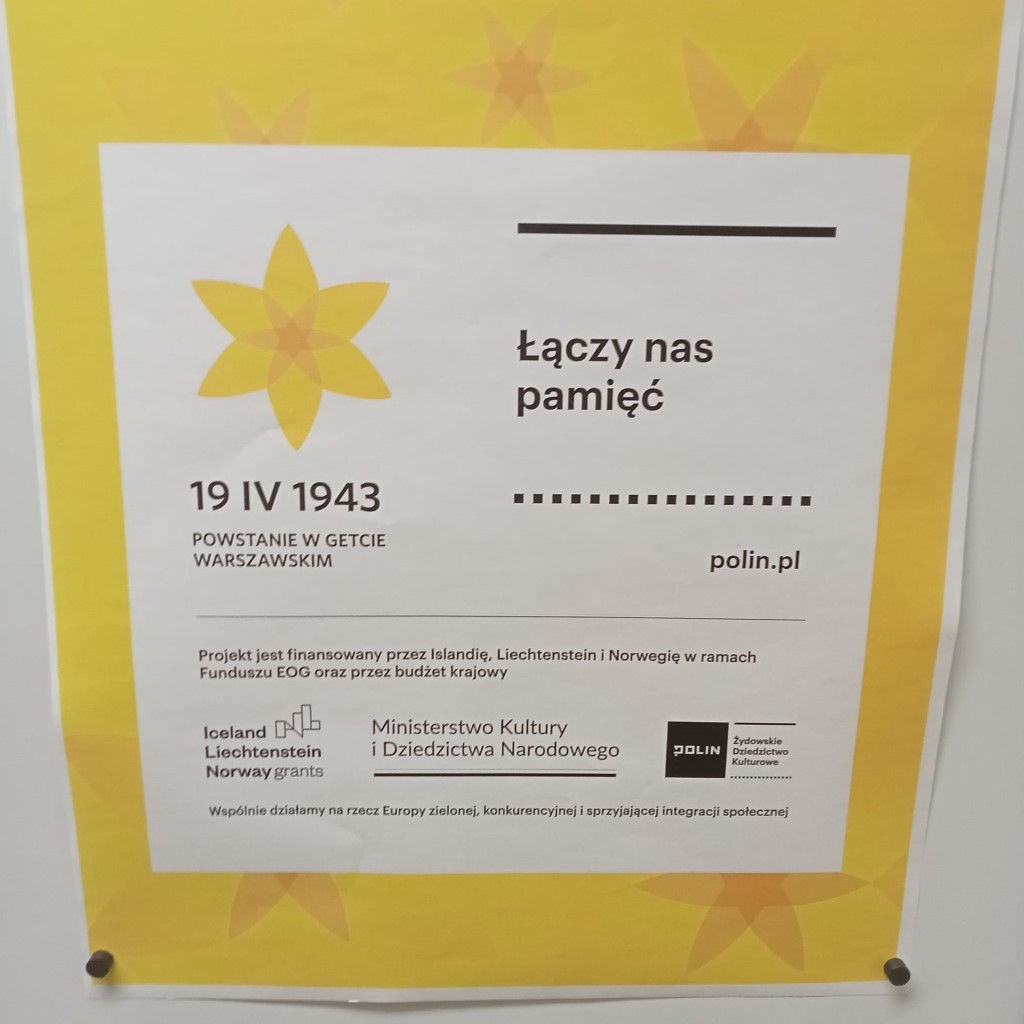 Łączy nas
pamięć
19 IV 1943
POWSTANIE W GETCIE
WARSZAWSKIM
polin.pl
Projekt jest finansowany przez Islandię, Liechtenstein i Norwegię w ramach
Funduszu EOG oraz przez budżet krajowy
Iceland
Liechtenstein
Norway grants
Ministerstwo Kultury
i Dziedzictwa Narodowego
POLIN
Żydowskie
Dziedzictwo
Kulturowe
Wspólnie działamy na rzecz Europy zielonej, konkurencyjnej i sprzyjającej integracji społecznej